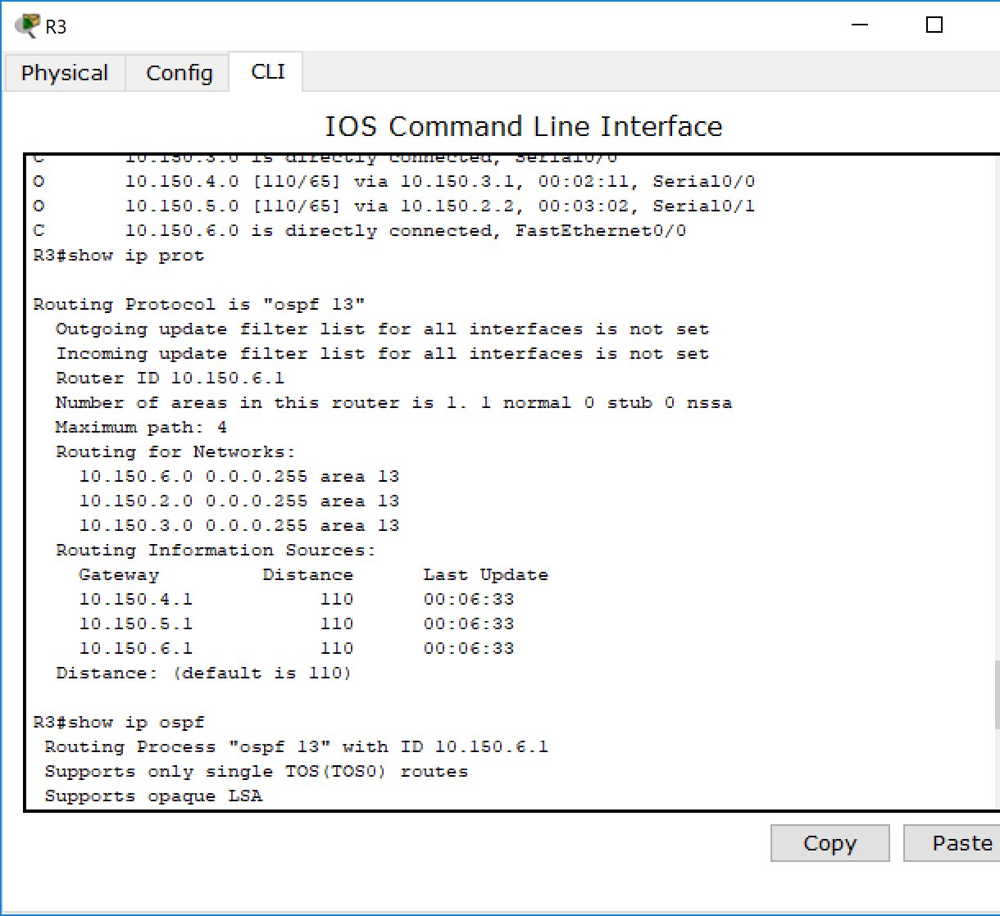 R3
Physical Config CLI
IOS Command Line Interface
C        10.150.3.0 is directly connected, Serial0/0
O        10.150.4.0 [110/65] via 10.150.3.1, 00:02:11, Serial0/0
O        10.150.5.0 [110/65] via 10.150.2.2, 00:03:02, Serial0/1
C        10.150.6.0 is directly connected, FastEthernet0/0
R3#show ip prot

Routing Protocol is "ospf 13"
  Outgoing update filter list for all interfaces is not set
  Incoming update filter list for all interfaces is not set
  Router ID 10.150.6.1
  Number of areas in this router is 1. 1 normal 0 stub 0 nssa
  Maximum path: 4
  Routing for Networks:
    10.150.6.0 0.0.0.255 area 13
    10.150.2.0 0.0.0.255 area 13
    10.150.3.0 0.0.0.255 area 13
  Routing Information Sources:
    Gateway         Distance      Last Update
    10.150.4.1           110      00:06:33
    10.150.5.1           110      00:06:33
    10.150.6.1           110      00:06:33
  Distance: (default is 110)

R3#show ip ospf
 Routing Process "ospf 13" with ID 10.150.6.1
 Supports only single TOS(TOS0) routes
 Supports opaque LSA
Copy Paste